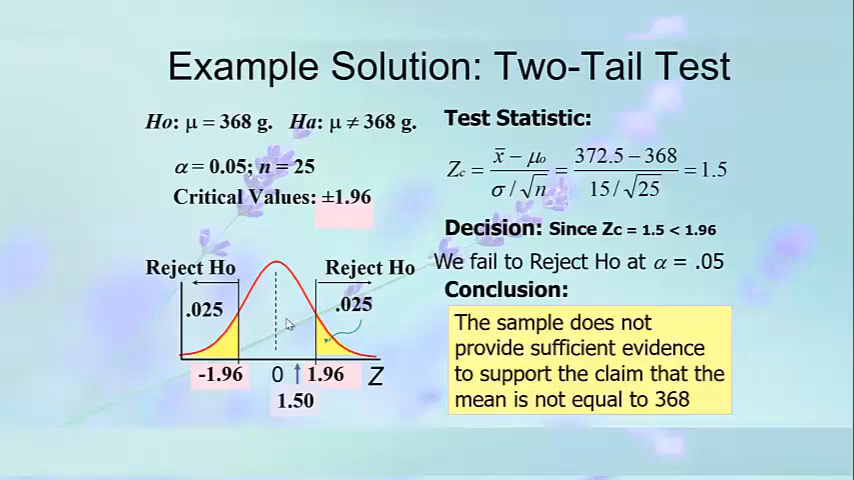 Example Solution: Two-Tail Test
Ho: μ = 368 g. Ha: μ ≠ 368 g.
α = 0.05; n = 25
Critical Values: ±1.96
Reject Ho Reject Ho
.025 .025
-1.96 0 1.96 Z
1.50
Test Statistic:
Zc = (x̄ − μo) / (σ / √n) = (372.5 − 368) / (15 / √25) = 1.5
Decision: Since Zc = 1.5 < 1.96
We fail to Reject Ho at α = .05
Conclusion:
The sample does not
provide sufficient evidence
to support the claim that the
mean is not equal to 368